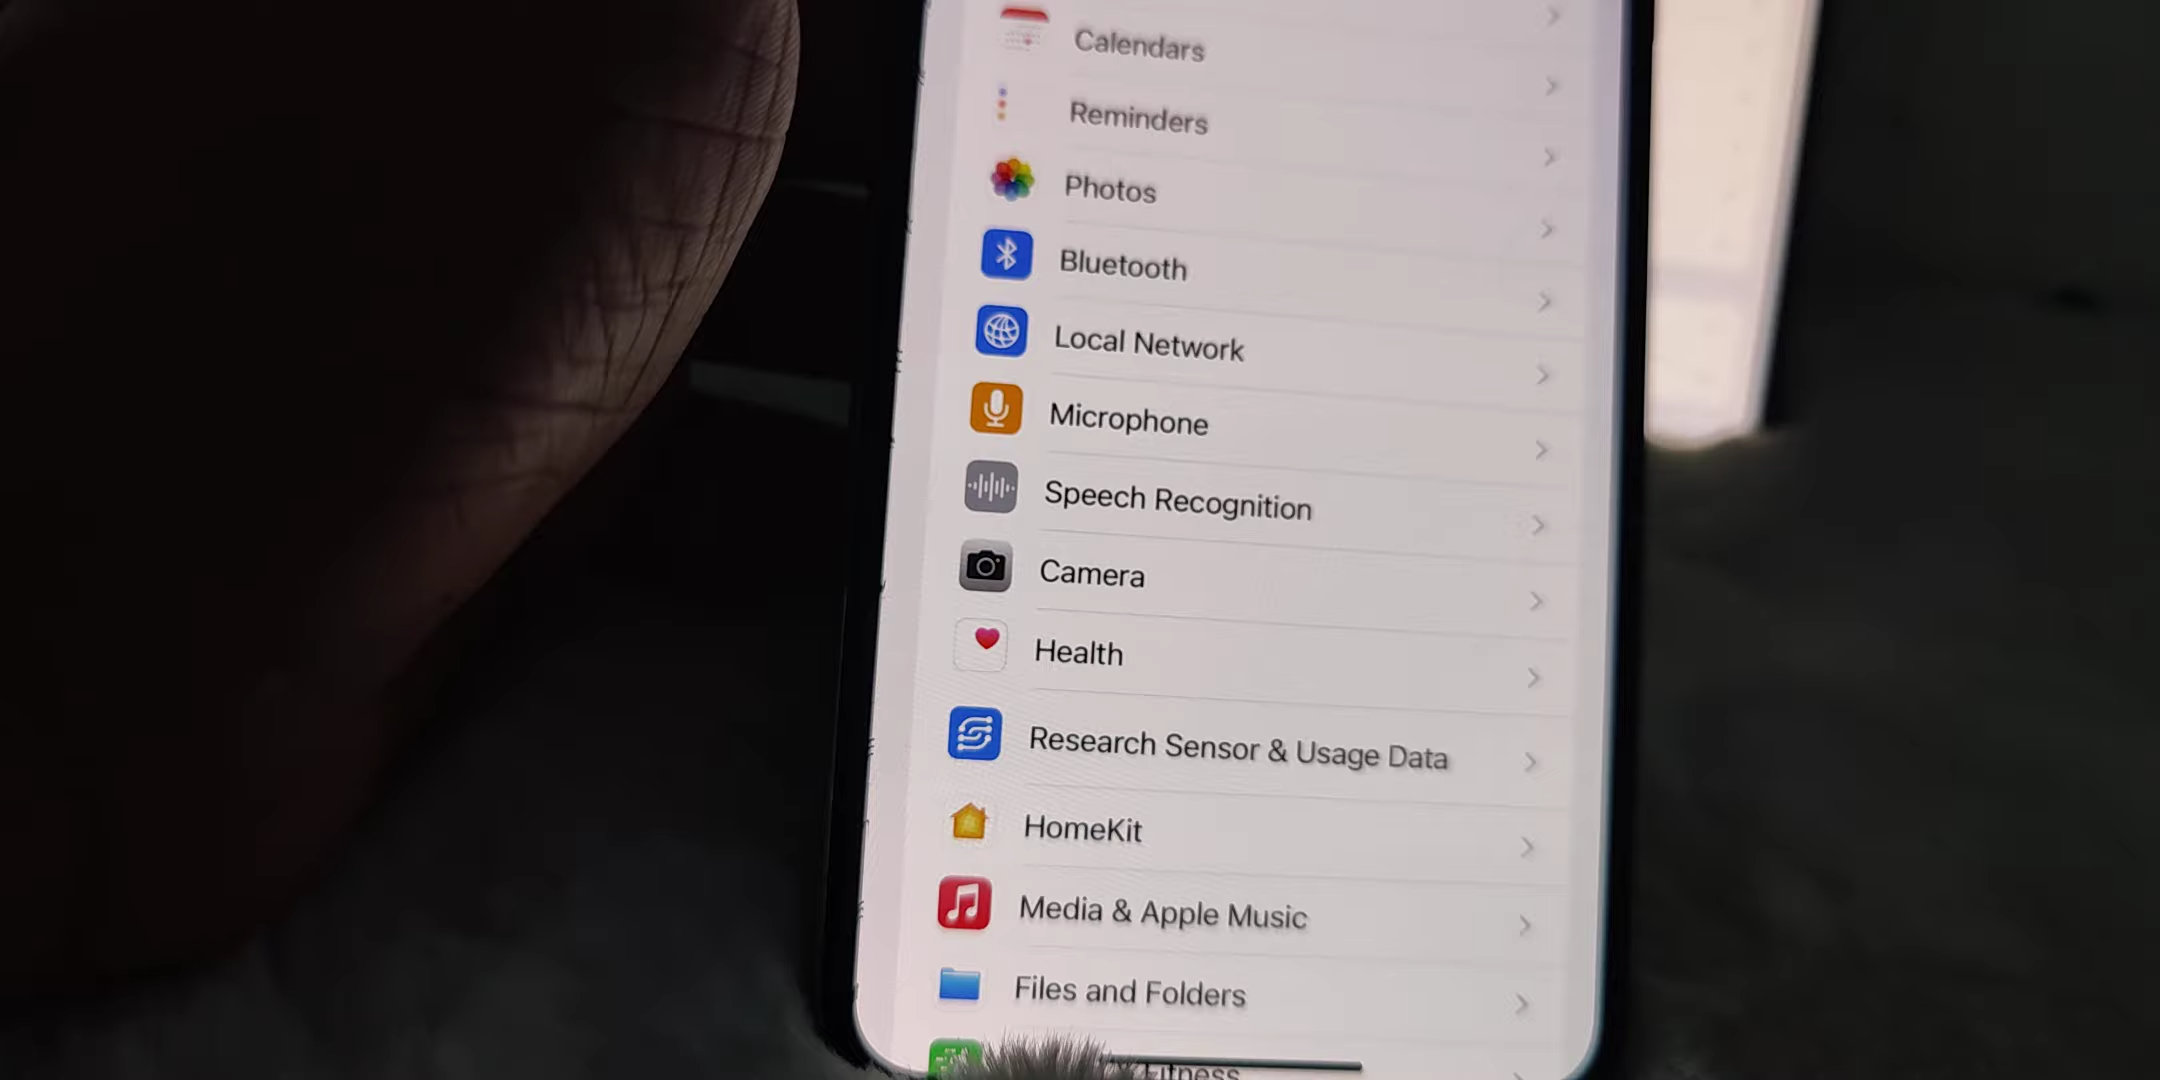 Calendars
Reminders
Photos
Bluetooth
Local Network
Microphone
Speech Recognition
Camera
Health
Research Sensor & Usage Data
HomeKit
Media & Apple Music
Files and Folders
Fitness